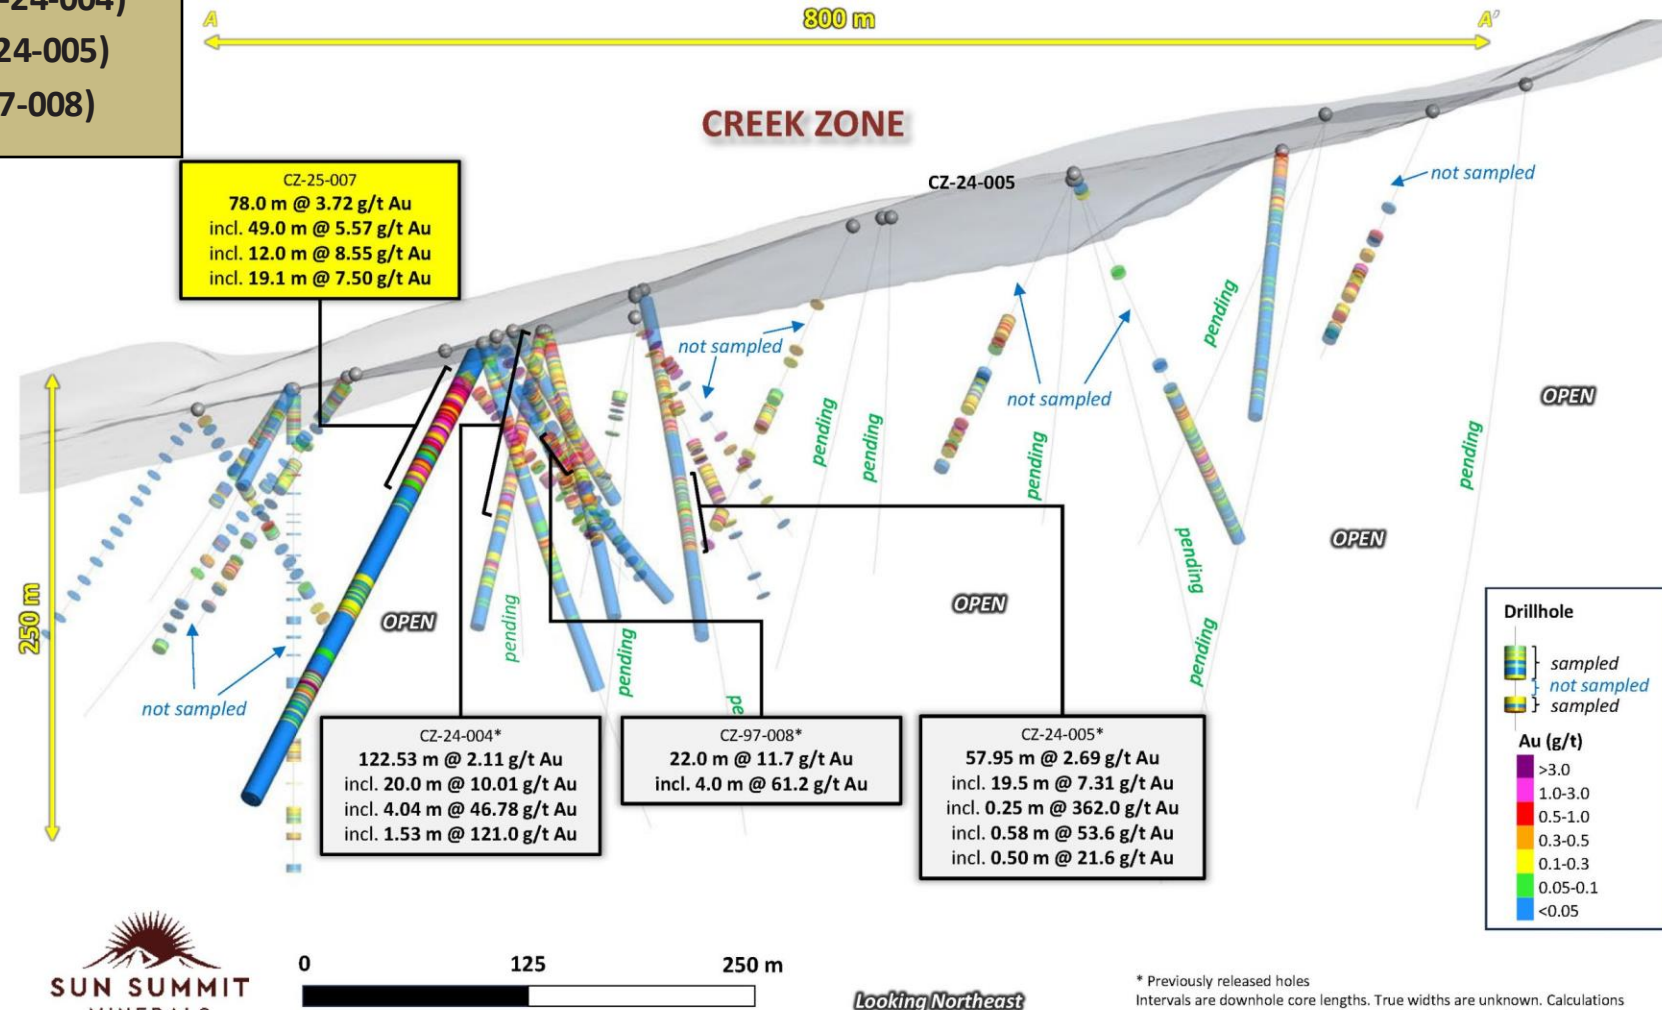 -24-004)
24-005)
7-008)
A
800 m
A'
CREEK ZONE
CZ-25-007
78.0 m @ 3.72 g/t Au
incl. 49.0 m @ 5.57 g/t Au
incl. 12.0 m @ 8.55 g/t Au
incl. 19.1 m @ 7.50 g/t Au
CZ-24-005
not sampled
not sampled
not sampled
pending
pending
pending
pending
pending
OPEN
OPEN
OPEN
OPEN
250 m
pending
pending
pending
pending
pe
not sampled
CZ-24-004*
122.53 m @ 2.11 g/t Au
incl. 20.0 m @ 10.01 g/t Au
incl. 4.04 m @ 46.78 g/t Au
incl. 1.53 m @ 121.0 g/t Au
CZ-97-008*
22.0 m @ 11.7 g/t Au
incl. 4.0 m @ 61.2 g/t Au
CZ-24-005*
57.95 m @ 2.69 g/t Au
incl. 19.5 m @ 7.31 g/t Au
incl. 0.25 m @ 362.0 g/t Au
incl. 0.58 m @ 53.6 g/t Au
incl. 0.50 m @ 21.6 g/t Au
Drillhole
sampled
not sampled
sampled
Au (g/t)
>3.0
1.0-3.0
0.5-1.0
0.3-0.5
0.1-0.3
0.05-0.1
<0.05
SUN SUMMIT
MINERALS
0 125 250 m
Looking Northeast
* Previously released holes
Intervals are downhole core lengths. True widths are unknown. Calculations